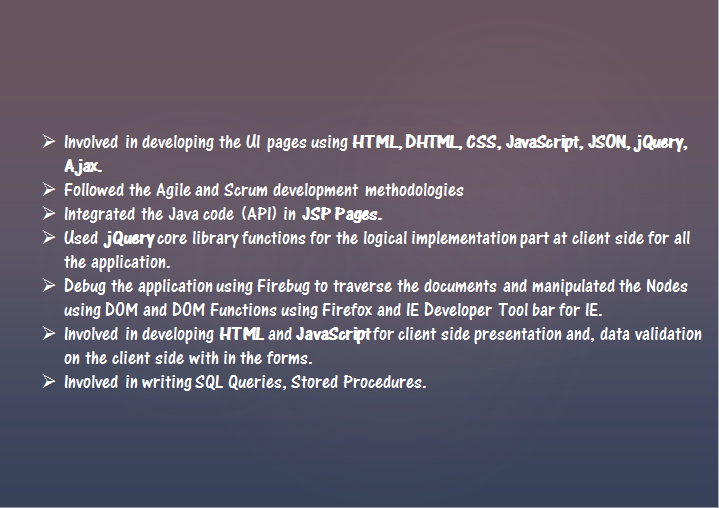 ➢ Involved in developing the UI pages using HTML, DHTML, CSS, JavaScript, JSON, jQuery,
Ajax.
➢ Followed the Agile and Scrum development methodologies
➢ Integrated the Java code (API) in JSP Pages.
➢ Used jQuery core library functions for the logical implementation part at client side for all
the application.
➢ Debug the application using Firebug to traverse the documents and manipulated the Nodes
using DOM and DOM Functions using Firefox and IE Developer Tool bar for IE.
➢ Involved in developing HTML and JavaScript for client side presentation and, data validation
on the client side with in the forms.
➢ Involved in writing SQL Queries, Stored Procedures.